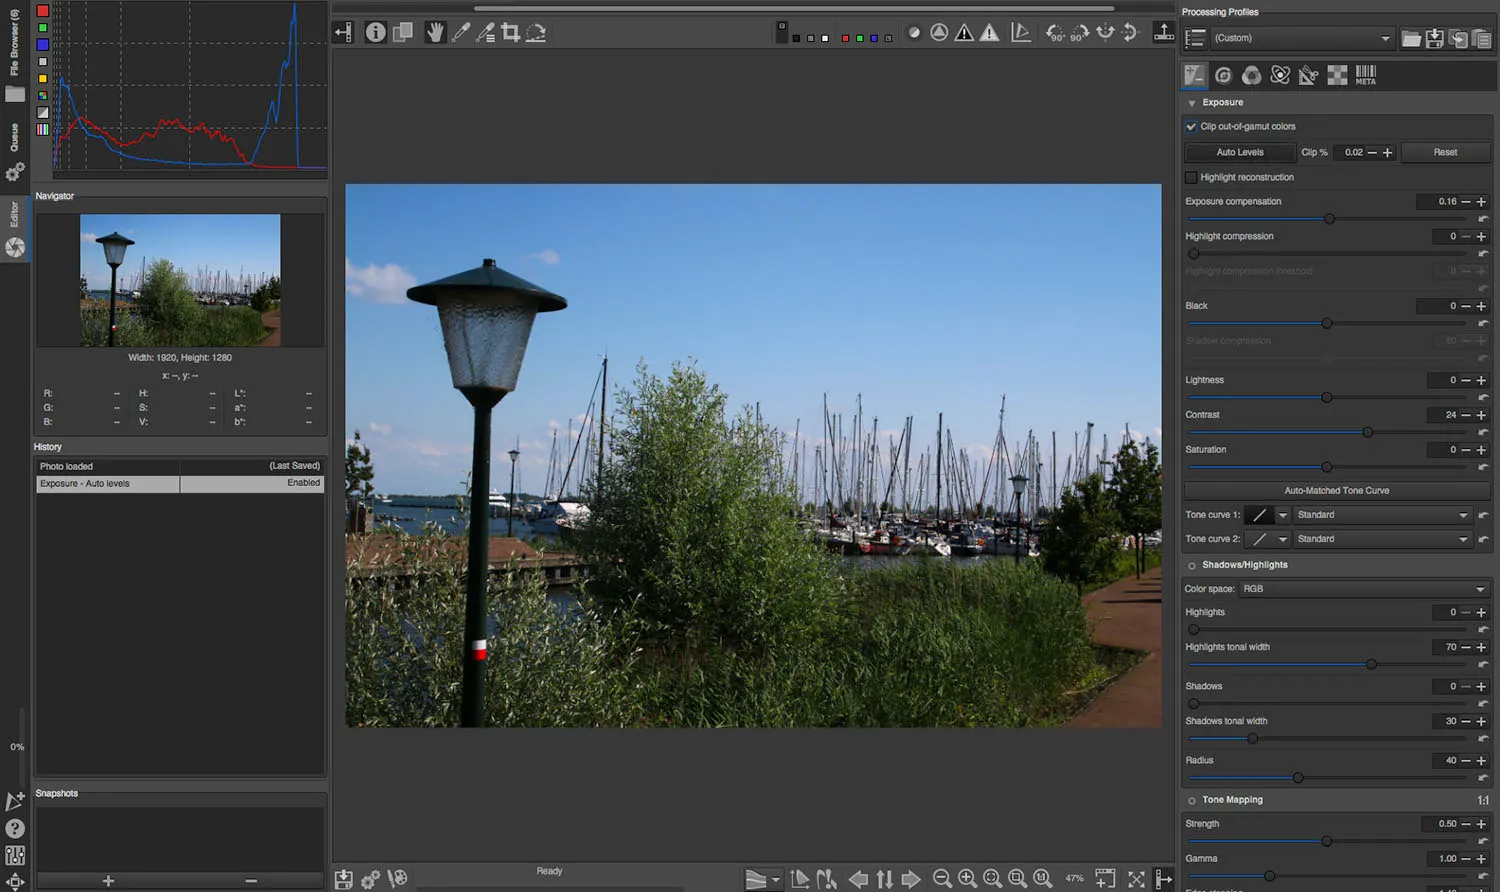 File Browser (6)
Queue
Editor
0%
Navigator
Width: 1920, Height: 1280
x: --, y: --
R: -- H: -- L*: --
G: -- S: -- a*: --
B: -- V: -- b*: --
History
Photo loaded (Last Saved)
Exposure - Auto levels Enabled
Snapshots
90° 90°
Ready
47%
Processing Profiles
(Custom)
META
Exposure
Clip out-of-gamut colors
Auto Levels Clip % 0.02 Reset
Highlight reconstruction
Exposure compensation 0.16
Highlight compression 0
Highlight compression threshold 0
Black 0
Shadow compression 50
Lightness 0
Contrast 24
Saturation 0
Auto-Matched Tone Curve
Tone curve 1: Standard
Tone curve 2: Standard
Shadows/Highlights
Color space: RGB
Highlights 0
Highlights tonal width 70
Shadows 0
Shadows tonal width 30
Radius 40
Tone Mapping 1:1
Strength 0.50
Gamma 1.00